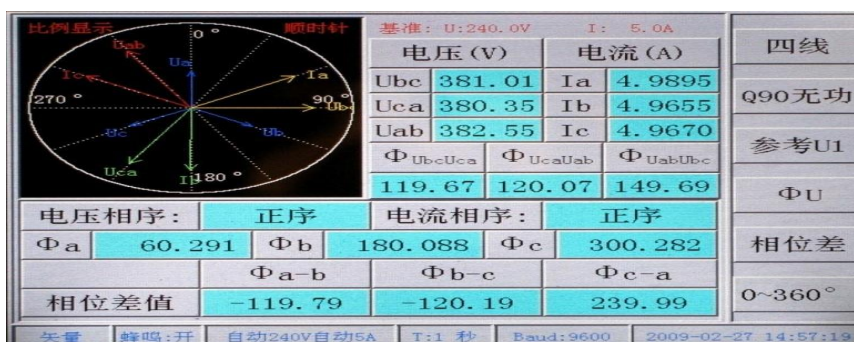 比例显示 顺时针 基准: U:240.0V I: 5.0A
0°
Uab
Ua
Ic
Ia
270° 90° Ub
Uc
Ub
Uca
Ib 180°
电压(V) 电流(A)
Ubc 381.01 Ia 4.9895
Uca 380.35 Ib 4.9655
Uab 382.55 Ic 4.9670
ΦUbcUca ΦUcaUab ΦUabUbc
119.67 120.07 149.69
电压相序: 正序 电流相序: 正序
Φa 60.291 Φb 180.088 Φc 300.282
Φa-b Φb-c Φc-a
相位差值 -119.79 -120.19 239.99
四线
Q90无功
参考U1
ΦU
相位差
0~360°
矢量 蜂鸣:开 自动240V自动5A T:1 秒 Baud:9600 2009-02-27 14:57:19